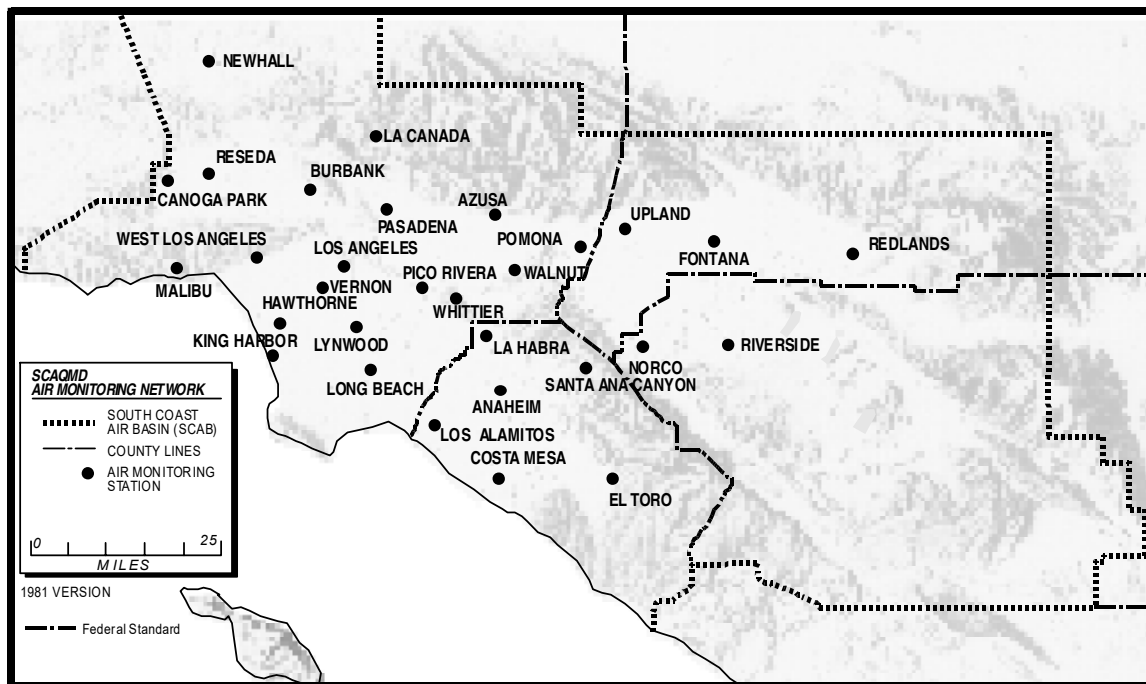 NEWHALL
LA CANADA
RESEDA
BURBANK
CANOGA PARK
AZUSA
PASADENA
UPLAND
WEST LOS ANGELES
LOS ANGELES
POMONA
REDLANDS
FONTANA
PICO RIVERA
WALNUT
MALIBU
VERNON
HAWTHORNE
WHITTIER
KING HARBOR
LYNWOOD
LA HABRA
RIVERSIDE
NORCO
SANTA ANA CANYON
LONG BEACH
ANAHEIM
LOS ALAMITOS
COSTA MESA
EL TORO
SCAQMD
AIR MONITORING NETWORK
SOUTH COAST
AIR BASIN (SCAB)
COUNTY LINES
AIR MONITORING
STATION
0 25
MILES
1981 VERSION
Federal Standard